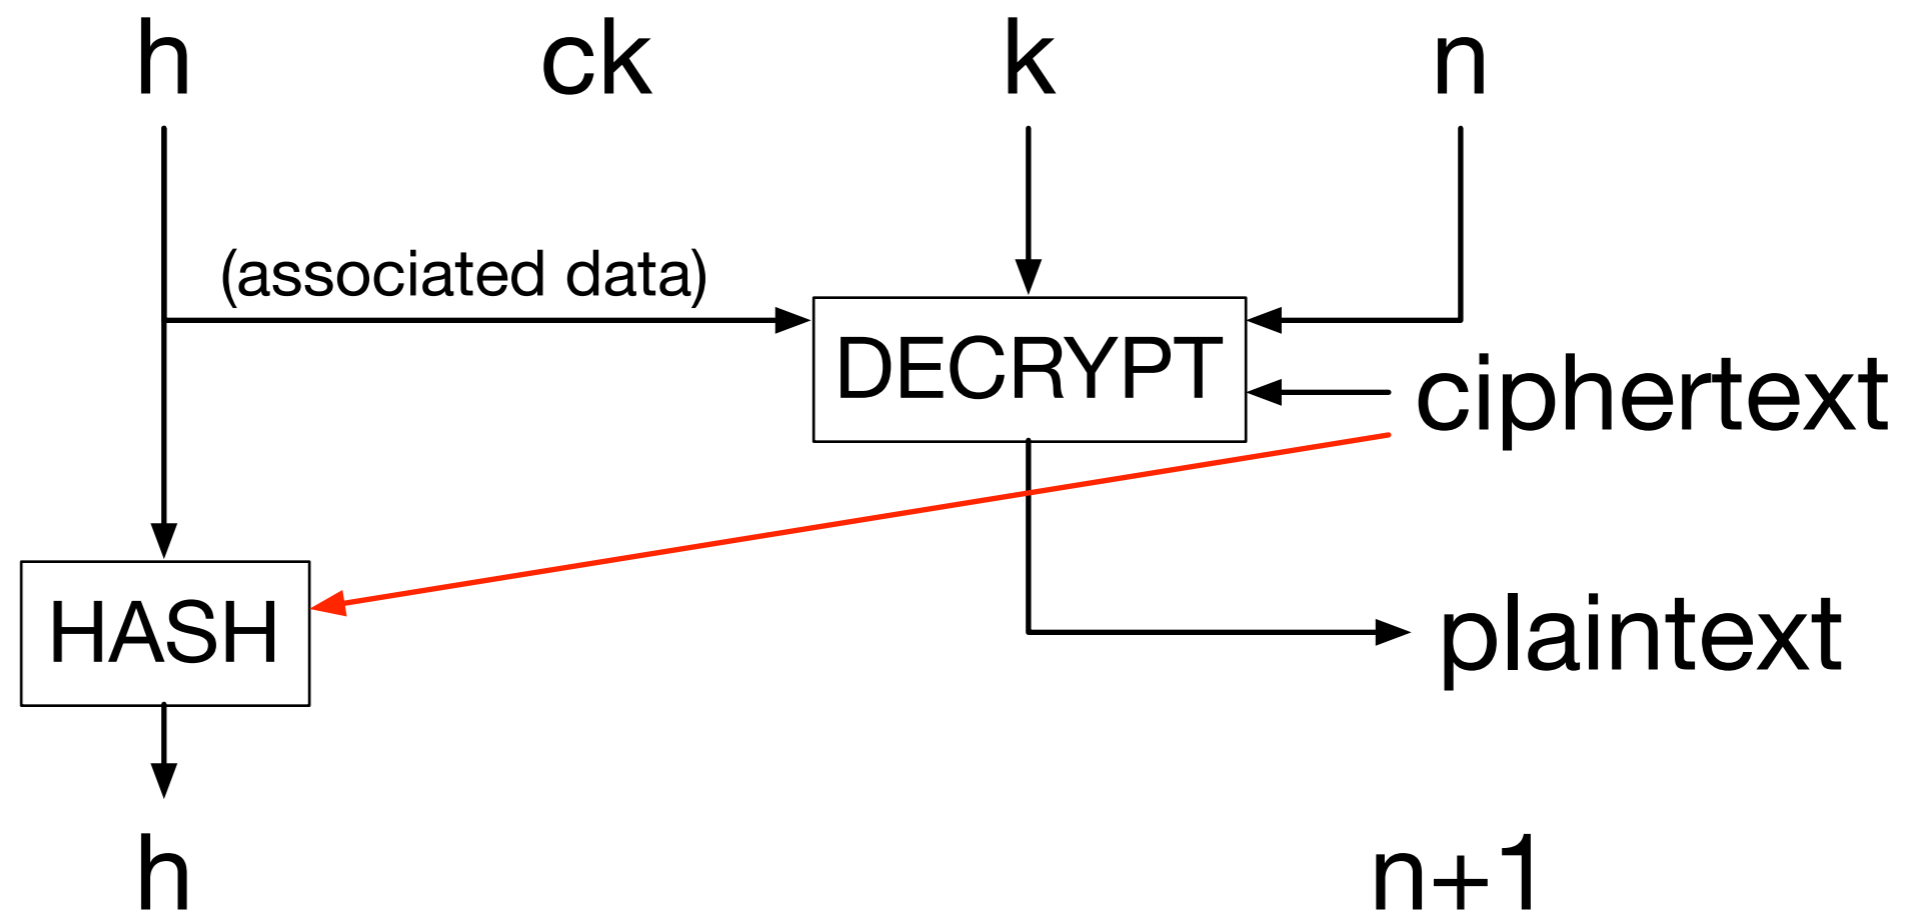 h ck k n
(associated data)
DECRYPT
ciphertext
HASH
plaintext
h n+1